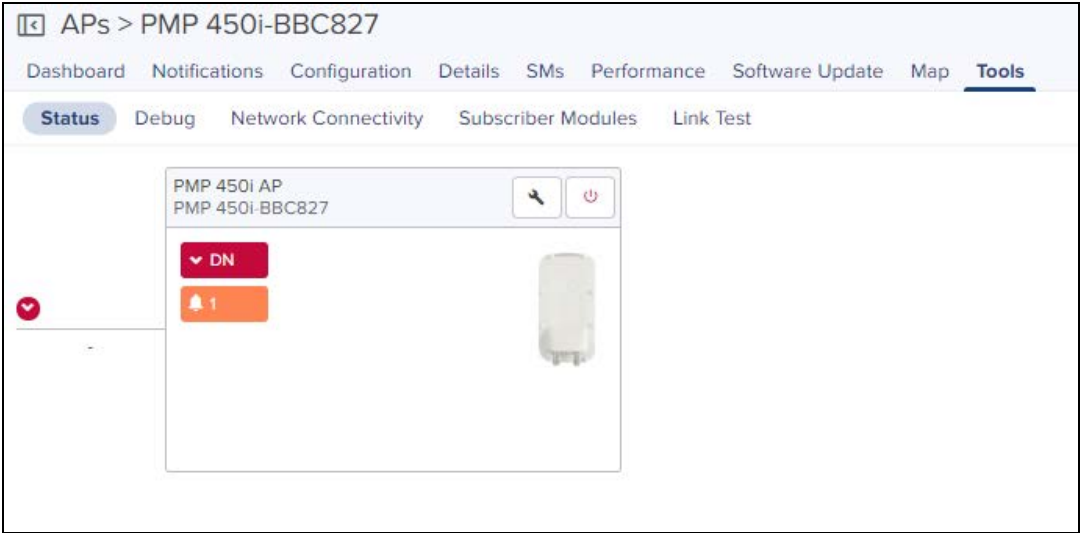 APs > PMP 450i-BBC827
Dashboard Notifications Configuration Details SMs Performance Software Update Map Tools
Status Debug Network Connectivity Subscriber Modules Link Test
PMP 450i AP
PMP 450i-BBC827
DN
1
-